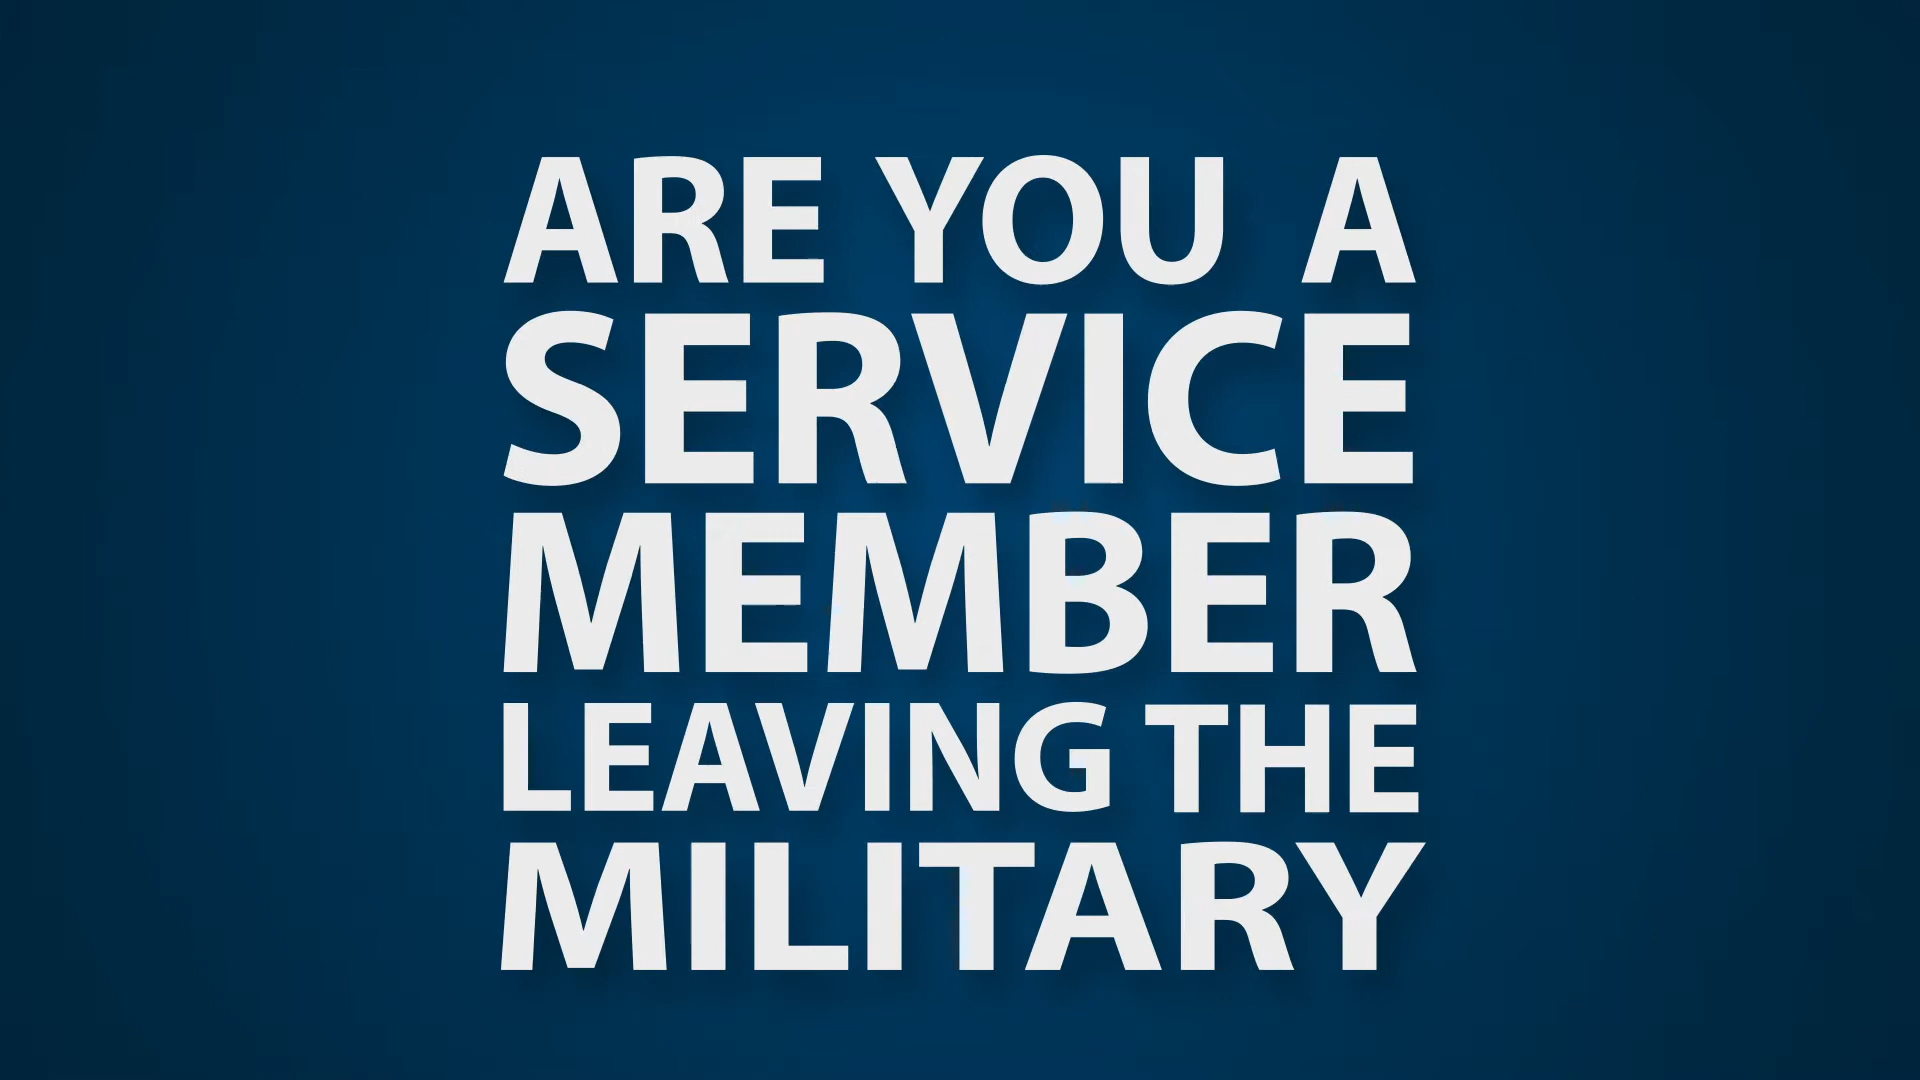 ARE YOU A
SERVICE
MEMBER
LEAVING THE
MILITARY